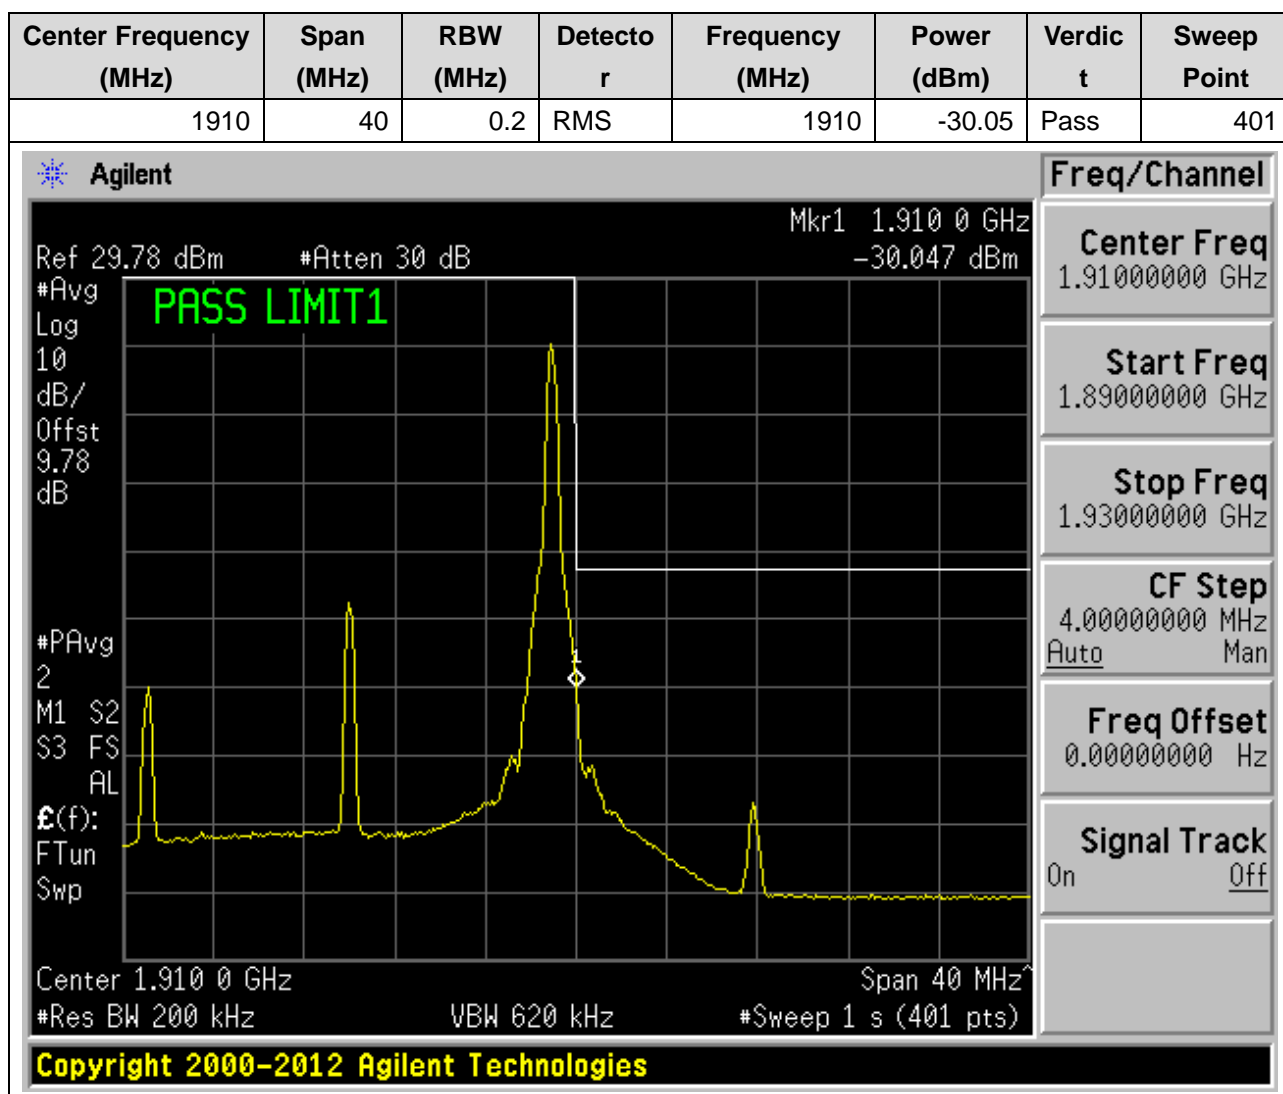 Center Frequency Span RBW Detecto Frequency Power Verdic Sweep
(MHz) (MHz) (MHz) r (MHz) (dBm) t Point
1910 40 0.2 RMS 1910 -30.05 Pass 401
Agilent
Freq/Channel
Mkr1 1.910 0 GHz
Ref 29.78 dBm #Atten 30 dB -30.047 dBm
#Avg
Log
10
dB/
Offst
9.78
dB
PASS LIMIT1
1
#PAvg
2
M1 S2
S3 FS
AL
£(f):
FTun
Swp
Center 1.910 0 GHz Span 40 MHz^
#Res BW 200 kHz VBW 620 kHz #Sweep 1 s (401 pts)
Center Freq
1.91000000 GHz
Start Freq
1.89000000 GHz
Stop Freq
1.93000000 GHz
CF Step
4.00000000 MHz
Auto Man
Freq Offset
0.00000000 Hz
Signal Track
On Off
Copyright 2000-2012 Agilent Technologies